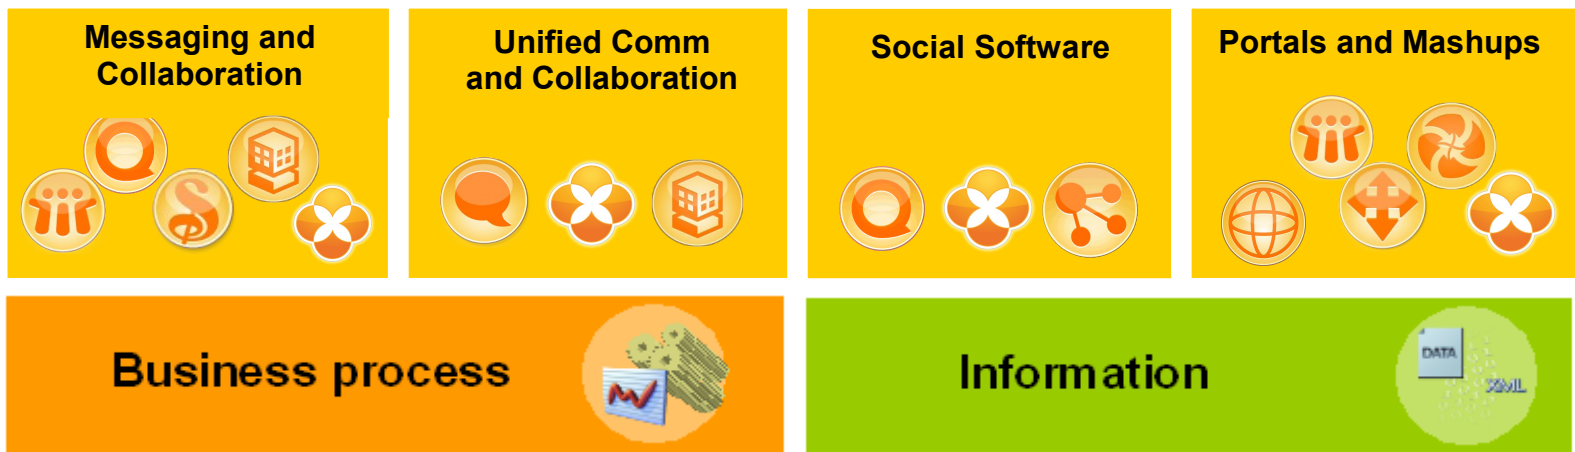 Messaging and
Collaboration
Unified Comm
and Collaboration
Social Software
Portals and Mashups
Business process
Information
DATA
XML